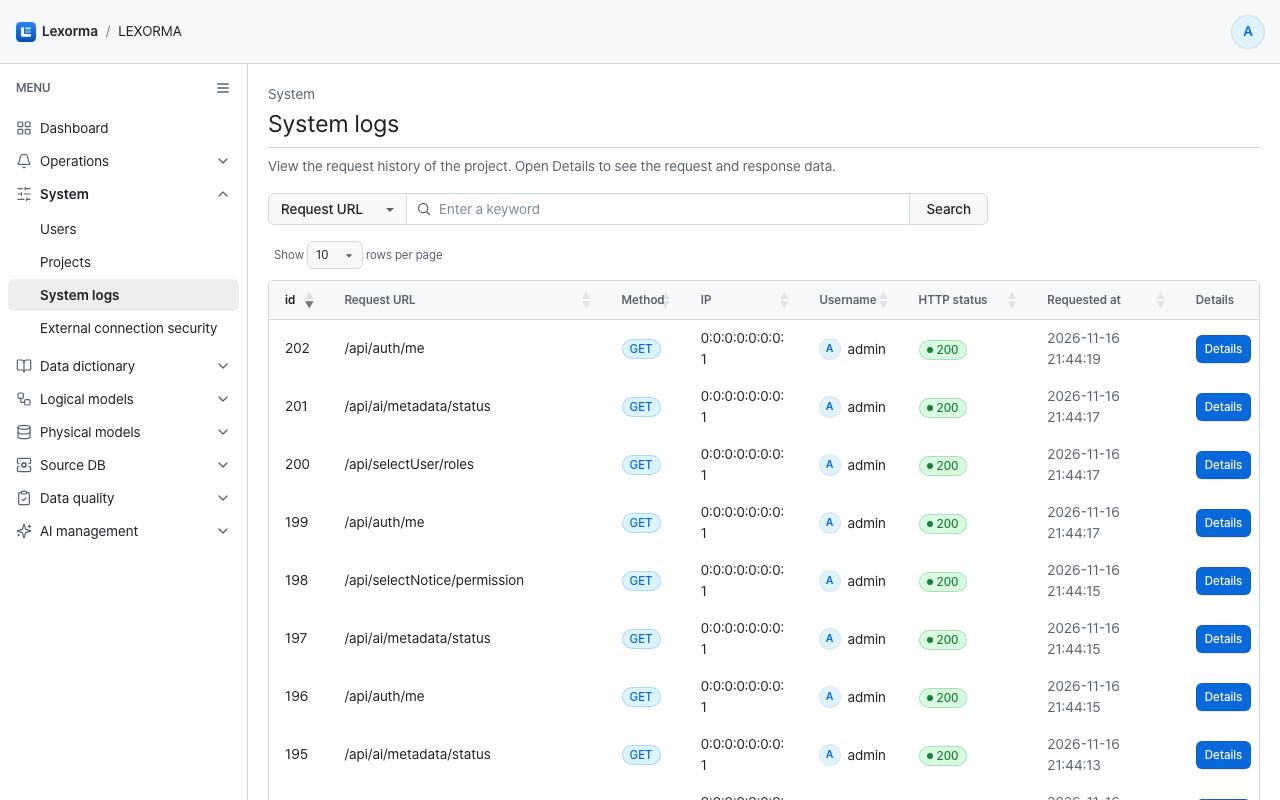 Lexorma / LEXORMA
A
MENU
Dashboard
Operations
System
Users
Projects
System logs
External connection security
Data dictionary
Logical models
Physical models
Source DB
Data quality
AI management
System
System logs
View the request history of the project. Open Details to see the request and response data.
Request URL
Enter a keyword
Search
Show 10 rows per page
id Request URL Method IP Username HTTP status Requested at Details
202 /api/auth/me GET 0:0:0:0:0:0:0: A admin 200 2026-11-16 Details
1 21:44:19
201 /api/ai/metadata/status GET 0:0:0:0:0:0:0: A admin 200 2026-11-16 Details
1 21:44:17
200 /api/selectUser/roles GET 0:0:0:0:0:0:0: A admin 200 2026-11-16 Details
1 21:44:17
199 /api/auth/me GET 0:0:0:0:0:0:0: A admin 200 2026-11-16 Details
1 21:44:17
198 /api/selectNotice/permission GET 0:0:0:0:0:0:0: A admin 200 2026-11-16 Details
1 21:44:15
197 /api/ai/metadata/status GET 0:0:0:0:0:0:0: A admin 200 2026-11-16 Details
1 21:44:15
196 /api/auth/me GET 0:0:0:0:0:0:0: A admin 200 2026-11-16 Details
1 21:44:15
195 /api/ai/metadata/status GET 0:0:0:0:0:0:0: A admin 200 2026-11-16 Details
1 21:44:13